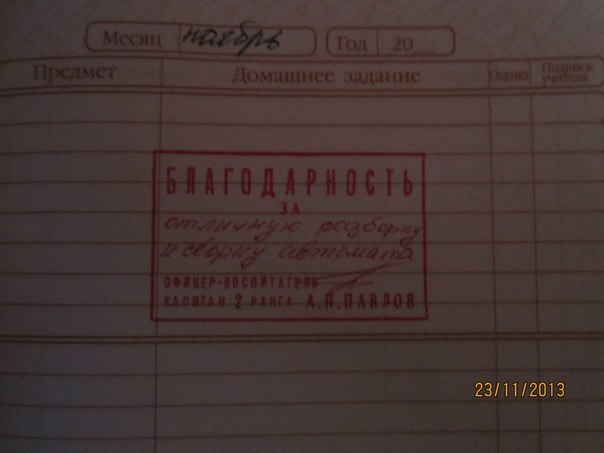 Месяц ноябрь Год 20
Предмет Домашнее задание Оценка Подпись учителя
БЛАГОДАРНОСТЬ
ЗА
отличную разборку
и сборку автомата
ОФИЦЕР-ВОСПИТАТЕЛЬ
КАПИТАН 2 РАНГА А.П.ПАВЛОВ
23/11/2013